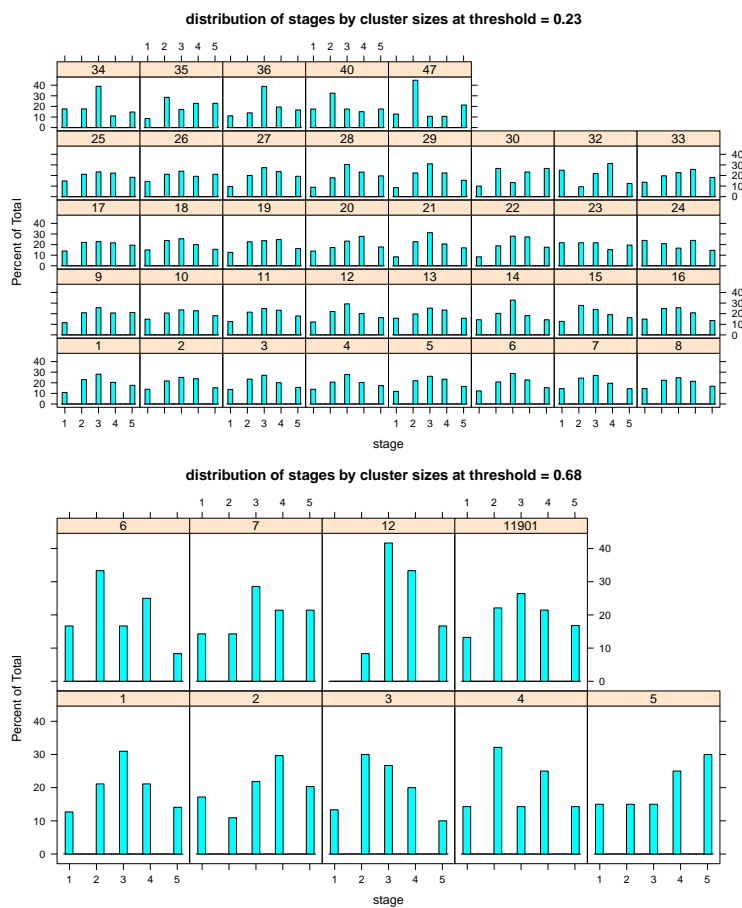 distribution of stages by cluster sizes at threshold = 0.23
1 2 3 4 5 1 2 3 4 5
34 35 36 40 47
40
30
20
10
0
25 26 27 28 29 30 32 33
40
30
20
10
0
17 18 19 20 21 22 23 24
40
30
20
10
0
9 10 11 12 13 14 15 16
40
30
20
10
0
1 2 3 4 5 6 7 8
40
30
20
10
0
Percent of Total
1 2 3 4 5 1 2 3 4 5 1 2 3 4 5 1 2 3 4 5
stage
distribution of stages by cluster sizes at threshold = 0.68
1 2 3 4 5 1 2 3 4 5
6 7 12 11901
40
30
20
10
0
1 2 3 4 5
40
30
20
10
0
Percent of Total
1 2 3 4 5 1 2 3 4 5 1 2 3 4 5
stage